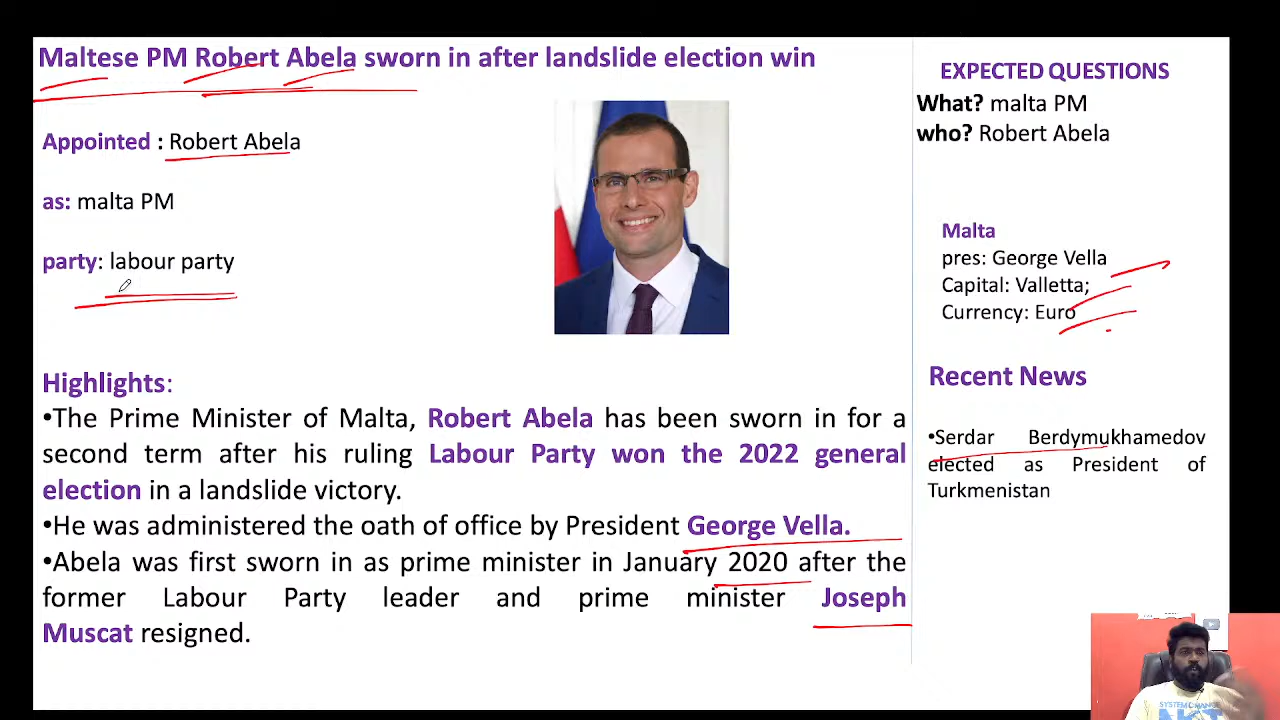 Maltese PM Robert Abela sworn in after landslide election win
Appointed : Robert Abela
as: malta PM
party: labour party
Highlights:
•The Prime Minister of Malta, Robert Abela has been sworn in for a
second term after his ruling Labour Party won the 2022 general
election in a landslide victory.
•He was administered the oath of office by President George Vella.
•Abela was first sworn in as prime minister in January 2020 after the
former Labour Party leader and prime minister Joseph
Muscat resigned.
EXPECTED QUESTIONS
What? malta PM
who? Robert Abela
Malta
pres: George Vella
Capital: Valletta;
Currency: Euro
Recent News
•Serdar Berdymukhamedov
elected as President of
Turkmenistan
SYSTEM CHANGE